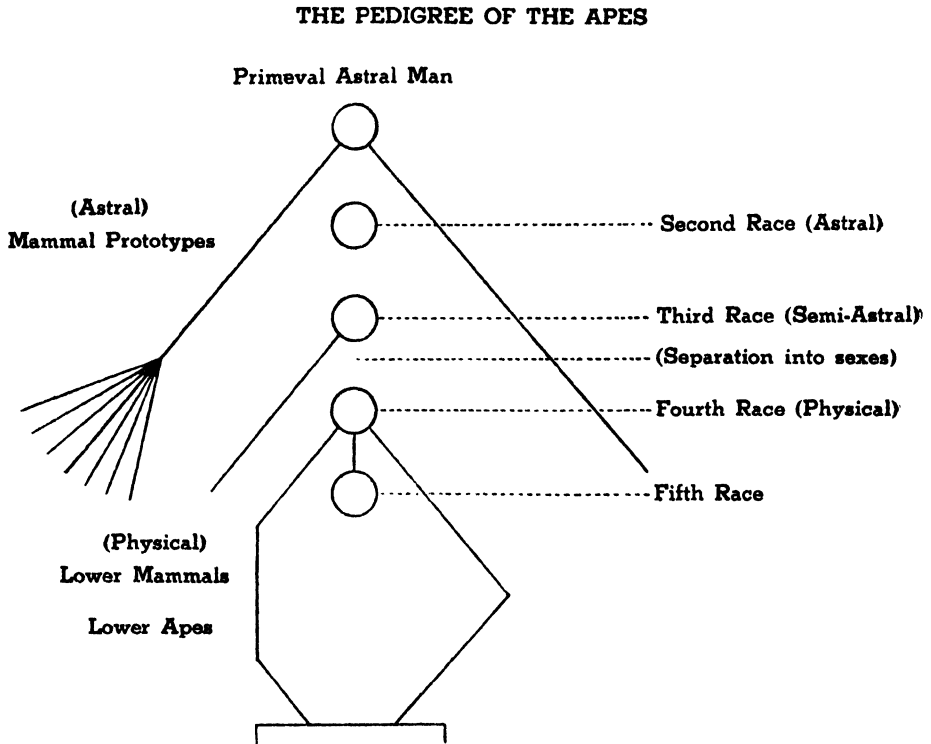 THE PEDIGREE OF THE APES
Primeval Astral Man
(Astral)
Mammal Prototypes
Second Race (Astral)
Third Race (Semi-Astral)
(Separation into sexes)
Fourth Race (Physical)
Fifth Race
(Physical)
Lower Mammals
Lower Apes